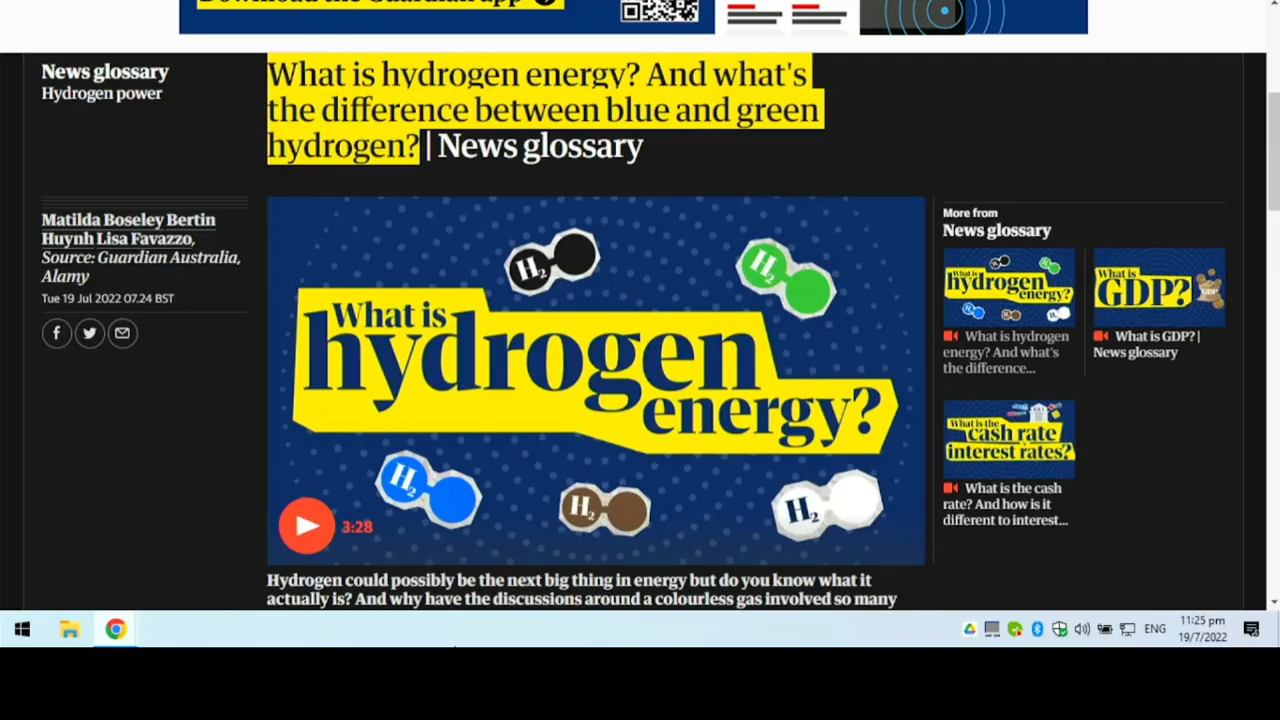 Download the Guardian app
News glossary
Hydrogen power
What is hydrogen energy? And what's
the difference between blue and green
hydrogen? | News glossary
Matilda Boseley Bertin
Huynh Lisa Favazzo,
Source: Guardian Australia,
Alamy
Tue 19 Jul 2022 07.24 BST
H2
H2
What is
hydrogen
energy?
H2
H2
H2
3:28
Hydrogen could possibly be the next big thing in energy but do you know what it
actually is? And why have the discussions around a colourless gas involved so many
More from
News glossary
What is
hydrogen
energy?
What is hydrogen
energy? And what's
the difference...
What is
GDP?
GDP
What is GDP? |
News glossary
What is the
cash rate
interest rates?
What is the cash
rate? And how is it
different to interest...
ENG
11:25 pm
19/7/2022